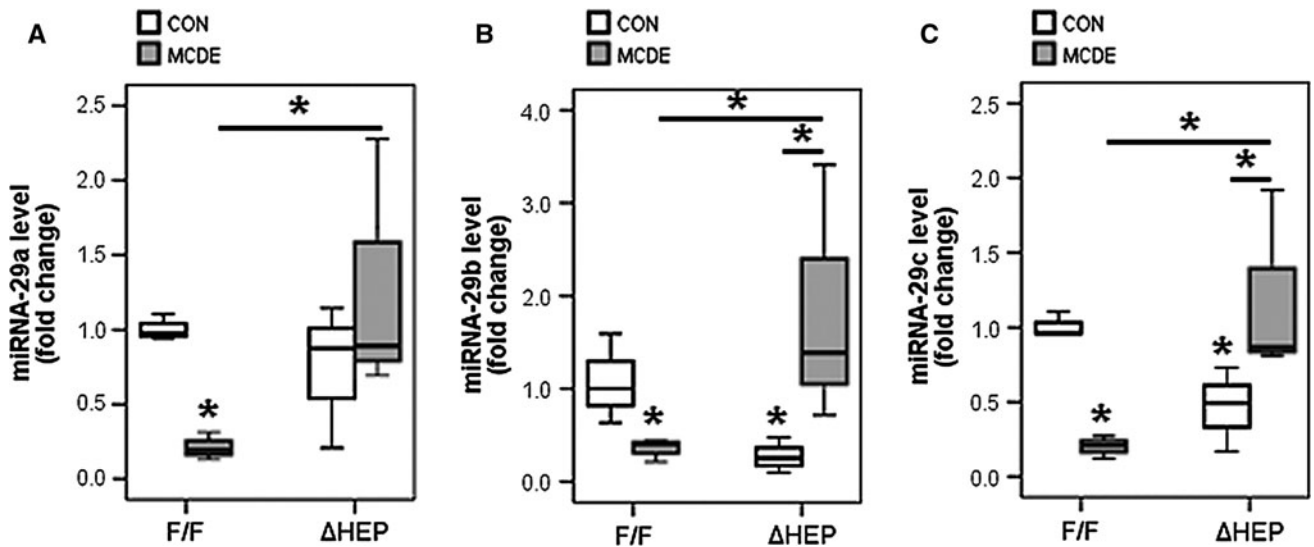 A
CON
MCDE
miRNA-29a level
(fold change)
2.5
2.0
1.5
1.0
0.5
0.0
*
*
F/F
ΔHEP
B
CON
MCDE
miRNA-29b level
(fold change)
4.0
3.0
2.0
1.0
0.0
*
*
*
*
F/F
ΔHEP
C
CON
MCDE
miRNA-29c level
(fold change)
2.5
2.0
1.5
1.0
0.5
0.0
*
*
*
*
F/F
ΔHEP